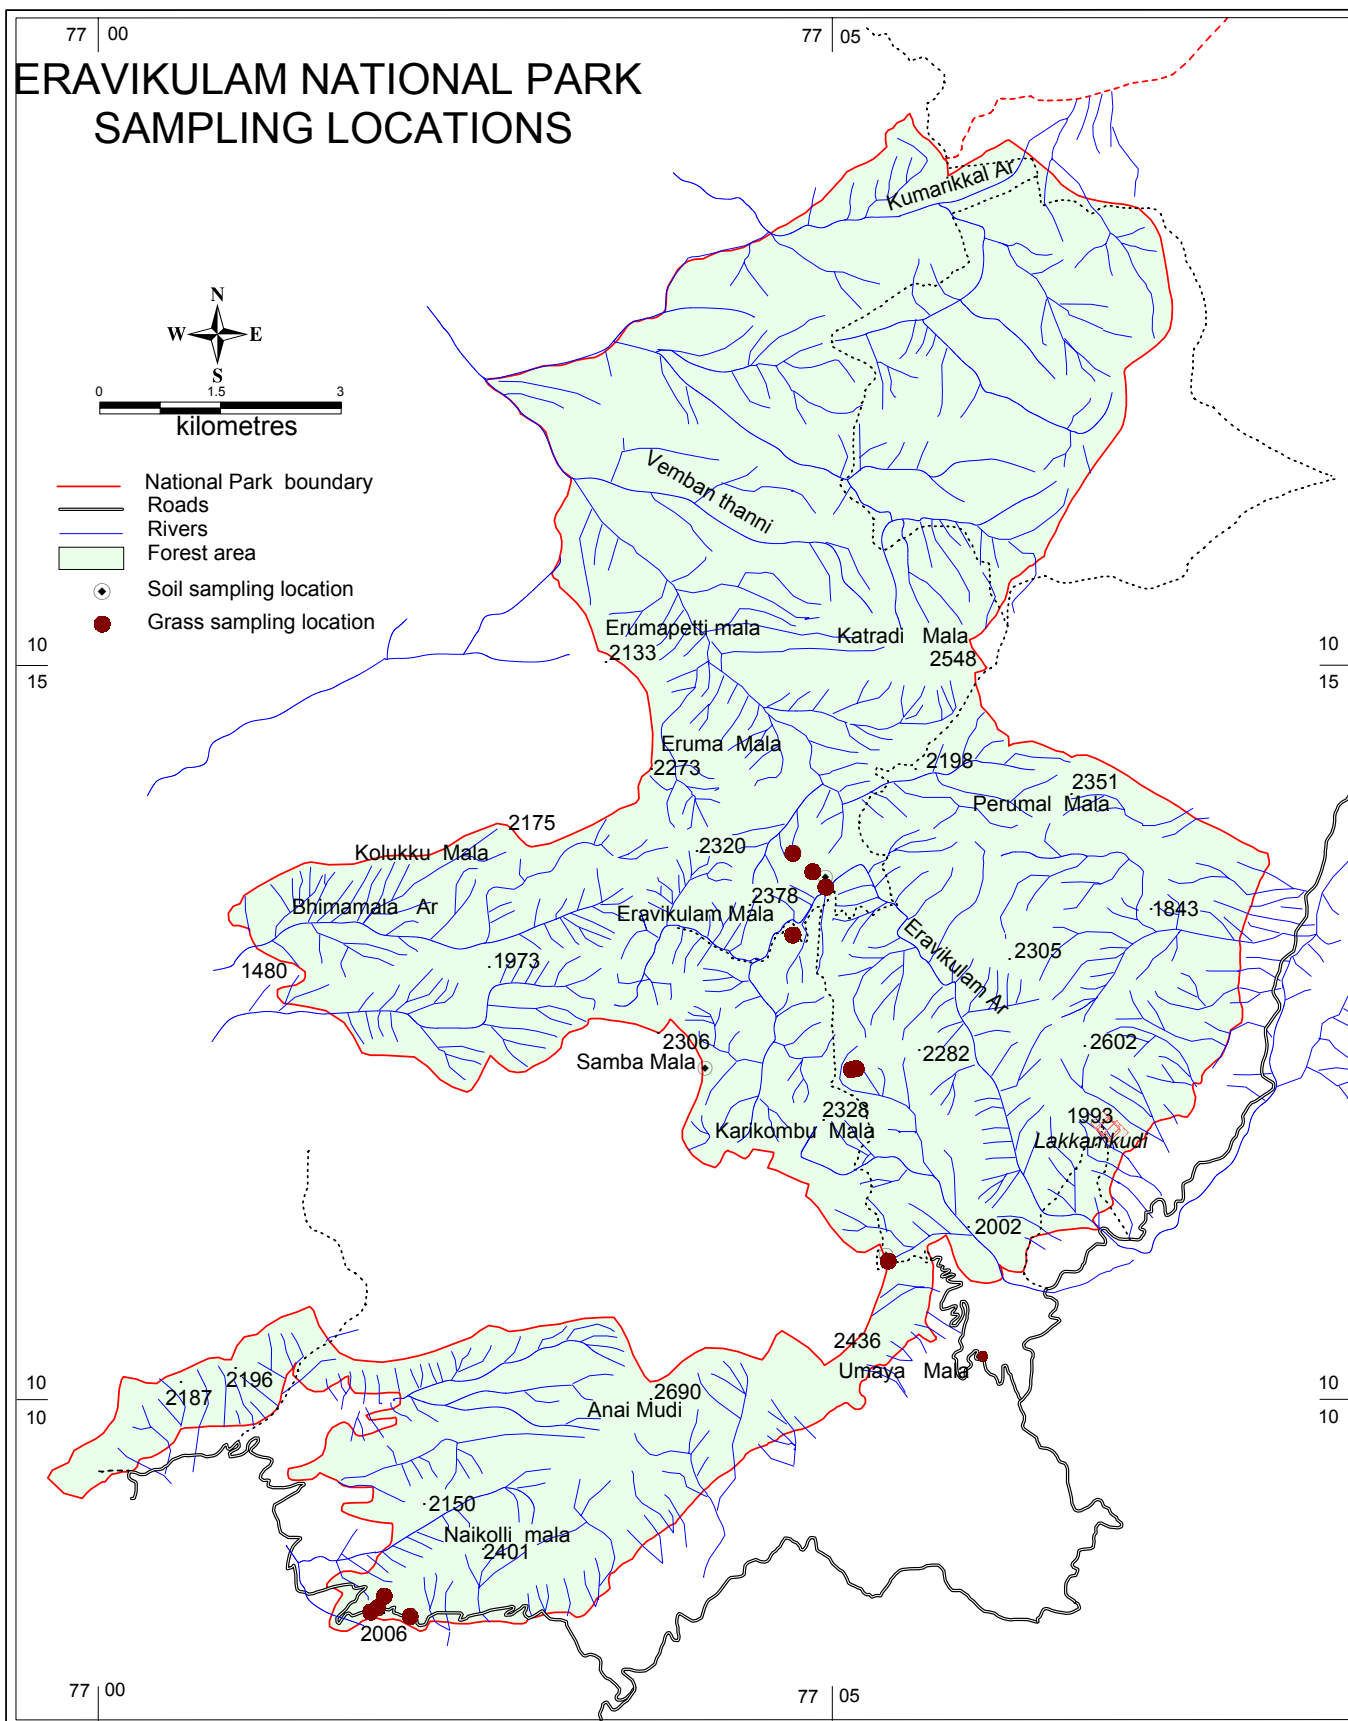 77 00
77 05
ERAVIKULAM NATIONAL PARK
SAMPLING LOCATIONS
Kumarikkal Ar
N
W E
S
0 1.5 3
kilometres
National Park boundary
Roads
Rivers
Forest area
Soil sampling location
Grass sampling location
Vemban thanni
Erumapetti mala
2133
Katradi Mala
2548
10
15
10
15
Eruma Mala
2273
2198
2351
Perumal Mala
2175
Kolukku Mala
2320
2378
Bhimamala Ar
Eravikulam Mala
1843
Eravikulam Ar
2305
1480
1973
2306
Samba Mala
2282
2602
2328
Karikombu Mala
1993
Lakkamkudi
2002
2436
Umaya Mala
10
10
10
10
2187
2196
2690
Anai Mudi
2150
Naikolli mala
2401
2006
77 00
77 05